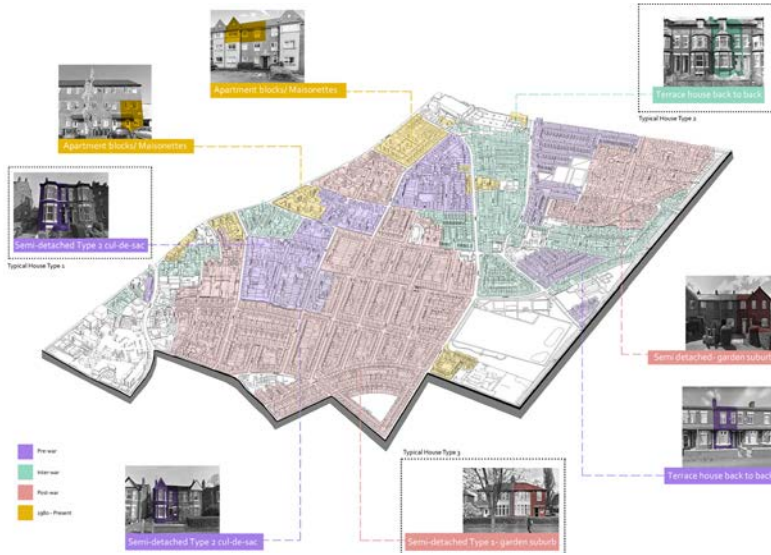 Apartment blocks/ Maisonettes
Terrace house back to back
Typical House Type 2
Apartment blocks/ Maisonettes
Semi-detached Type 2 cul-de-sac
Typical House Type 1
Semi detached- garden suburb
Pre-war
Inter-war
Post-war
1980 - Present
Typical House Type 3
Terrace house back to back
Semi-detached Type 2 cul-de-sac
Semi-detached Type 1- garden suburb